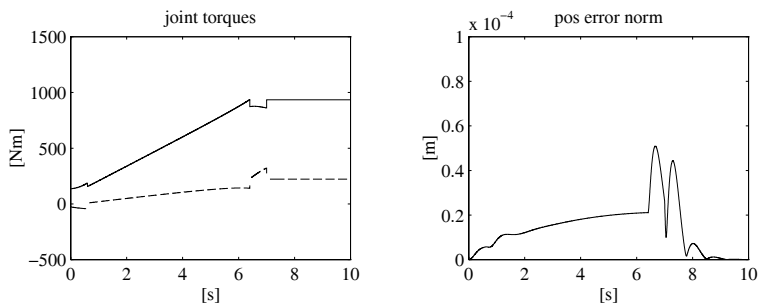 joint torques
1500
1000
500
0
−500
[Nm]
0 2 4 6 8 10
[s]
pos error norm
x 10⁻⁴
1
0.8
0.6
0.4
0.2
0
[m]
0 2 4 6 8 10
[s]